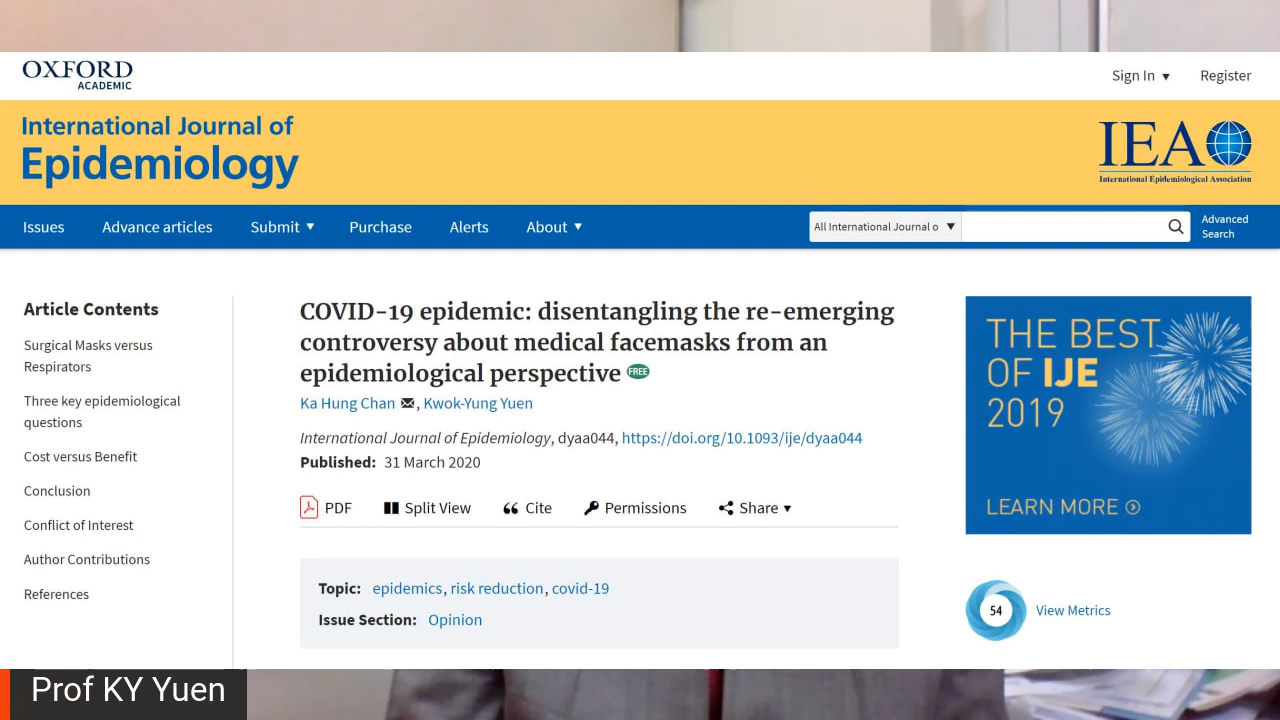 OXFORD
ACADEMIC
Sign In ▼ Register
International Journal of
Epidemiology
IEA
International Epidemiological Association
Issues Advance articles Submit ▼ Purchase Alerts About ▼
All International Journal o ▼
Advanced
Search
Article Contents
Surgical Masks versus
Respirators
Three key epidemiological
questions
Cost versus Benefit
Conclusion
Conflict of Interest
Author Contributions
References
COVID-19 epidemic: disentangling the re-emerging
controversy about medical facemasks from an
epidemiological perspective FREE
Ka Hung Chan, Kwok-Yung Yuen
International Journal of Epidemiology, dyaa044, https://doi.org/10.1093/ije/dyaa044
Published: 31 March 2020
PDF Split View Cite Permissions Share ▼
Topic: epidemics, risk reduction, covid-19
Issue Section: Opinion
THE BEST
OF IJE
2019
LEARN MORE
54 View Metrics
Prof KY Yuen